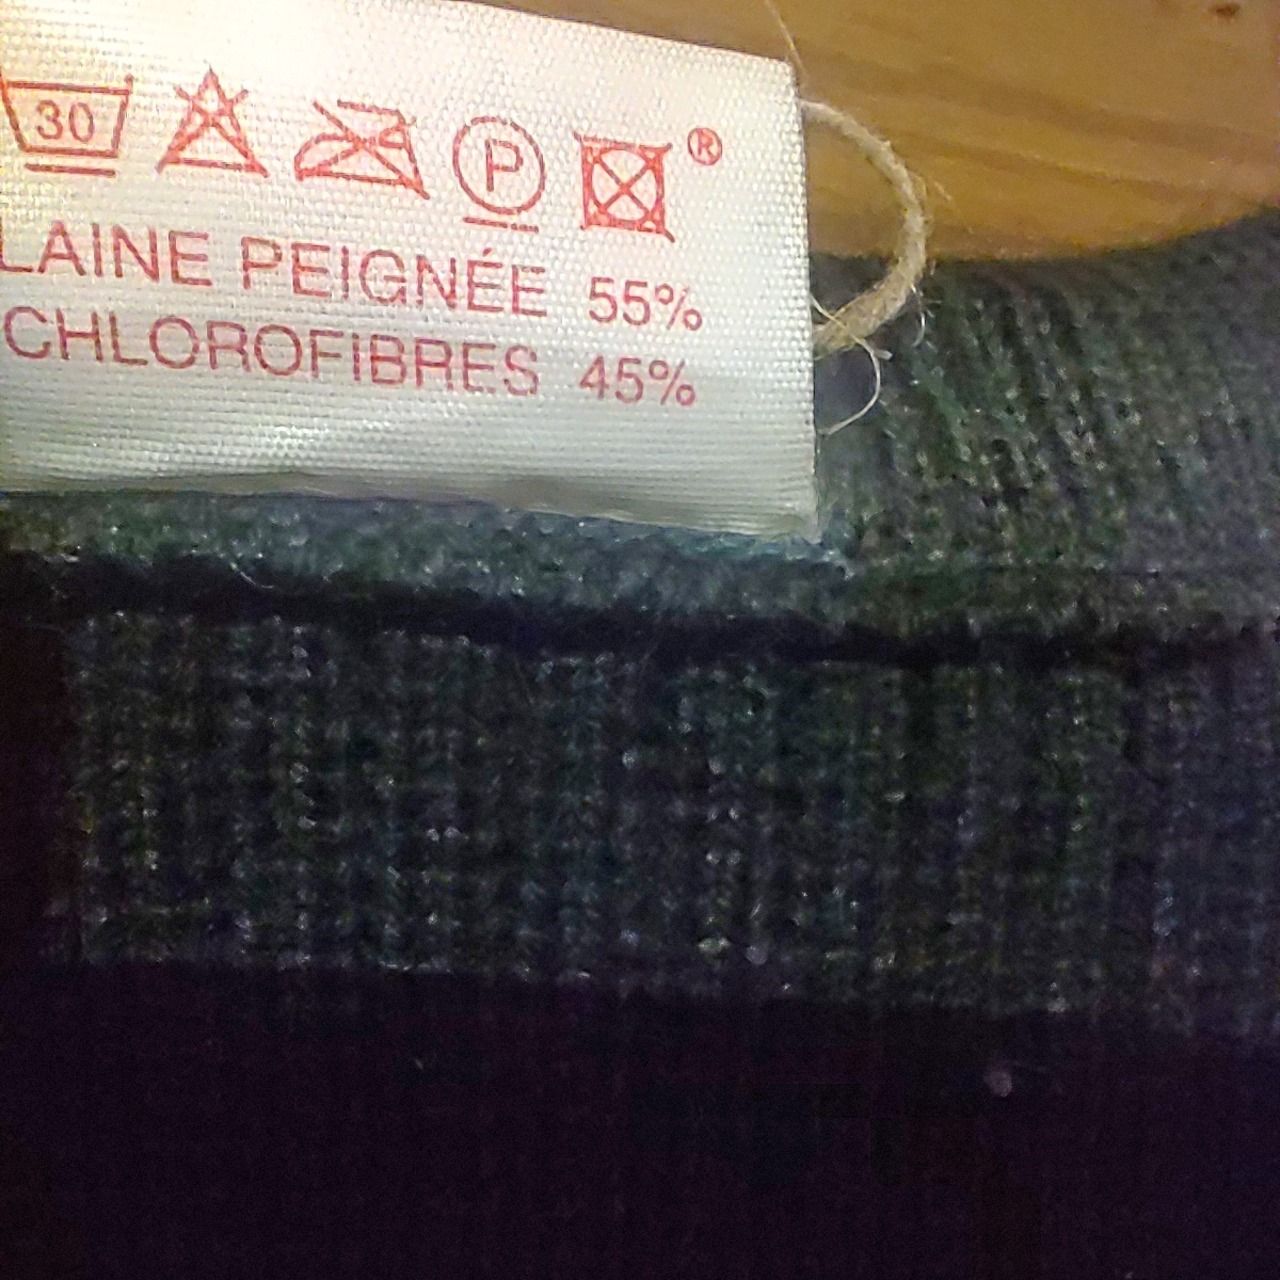 30 P ®
LAINE PEIGNÉE 55%
CHLOROFIBRES 45%